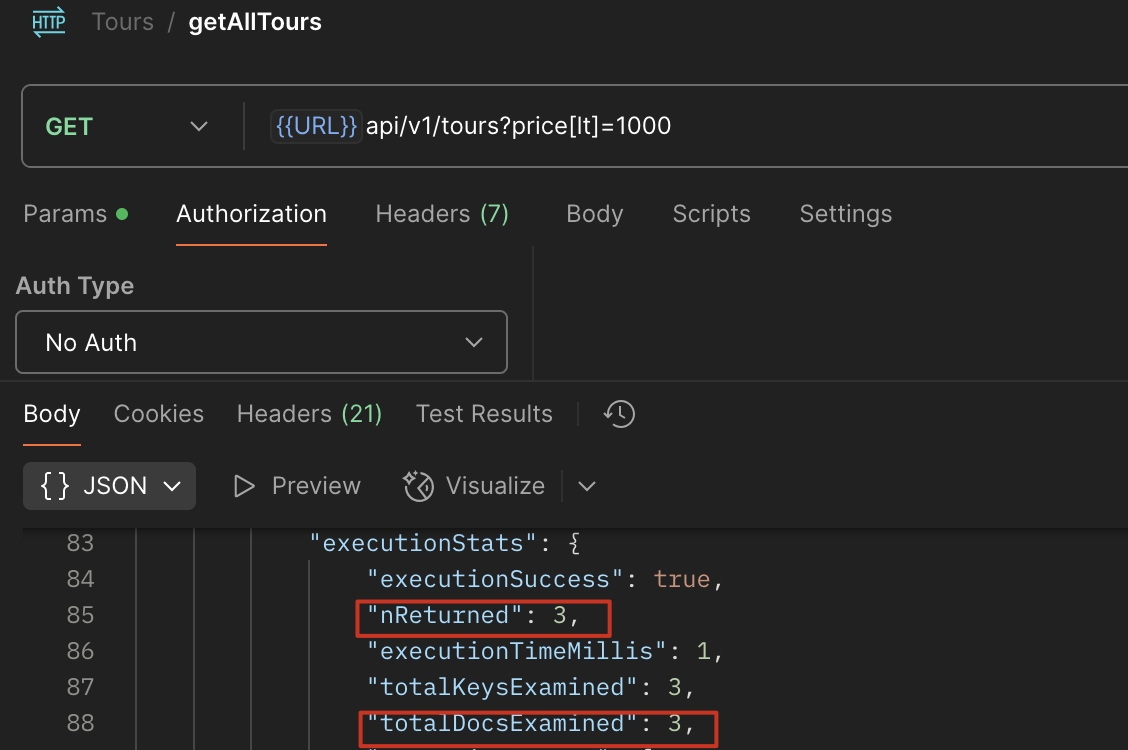 HTTP Tours / getAllTours
GET {{URL}} api/v1/tours?price[lt]=1000
Params Authorization Headers (7) Body Scripts Settings
Auth Type
No Auth
Body Cookies Headers (21) Test Results
{} JSON Preview Visualize
83 "executionStats": {
84 "executionSuccess": true,
85 "nReturned": 3,
86 "executionTimeMillis": 1,
87 "totalKeysExamined": 3,
88 "totalDocsExamined": 3,